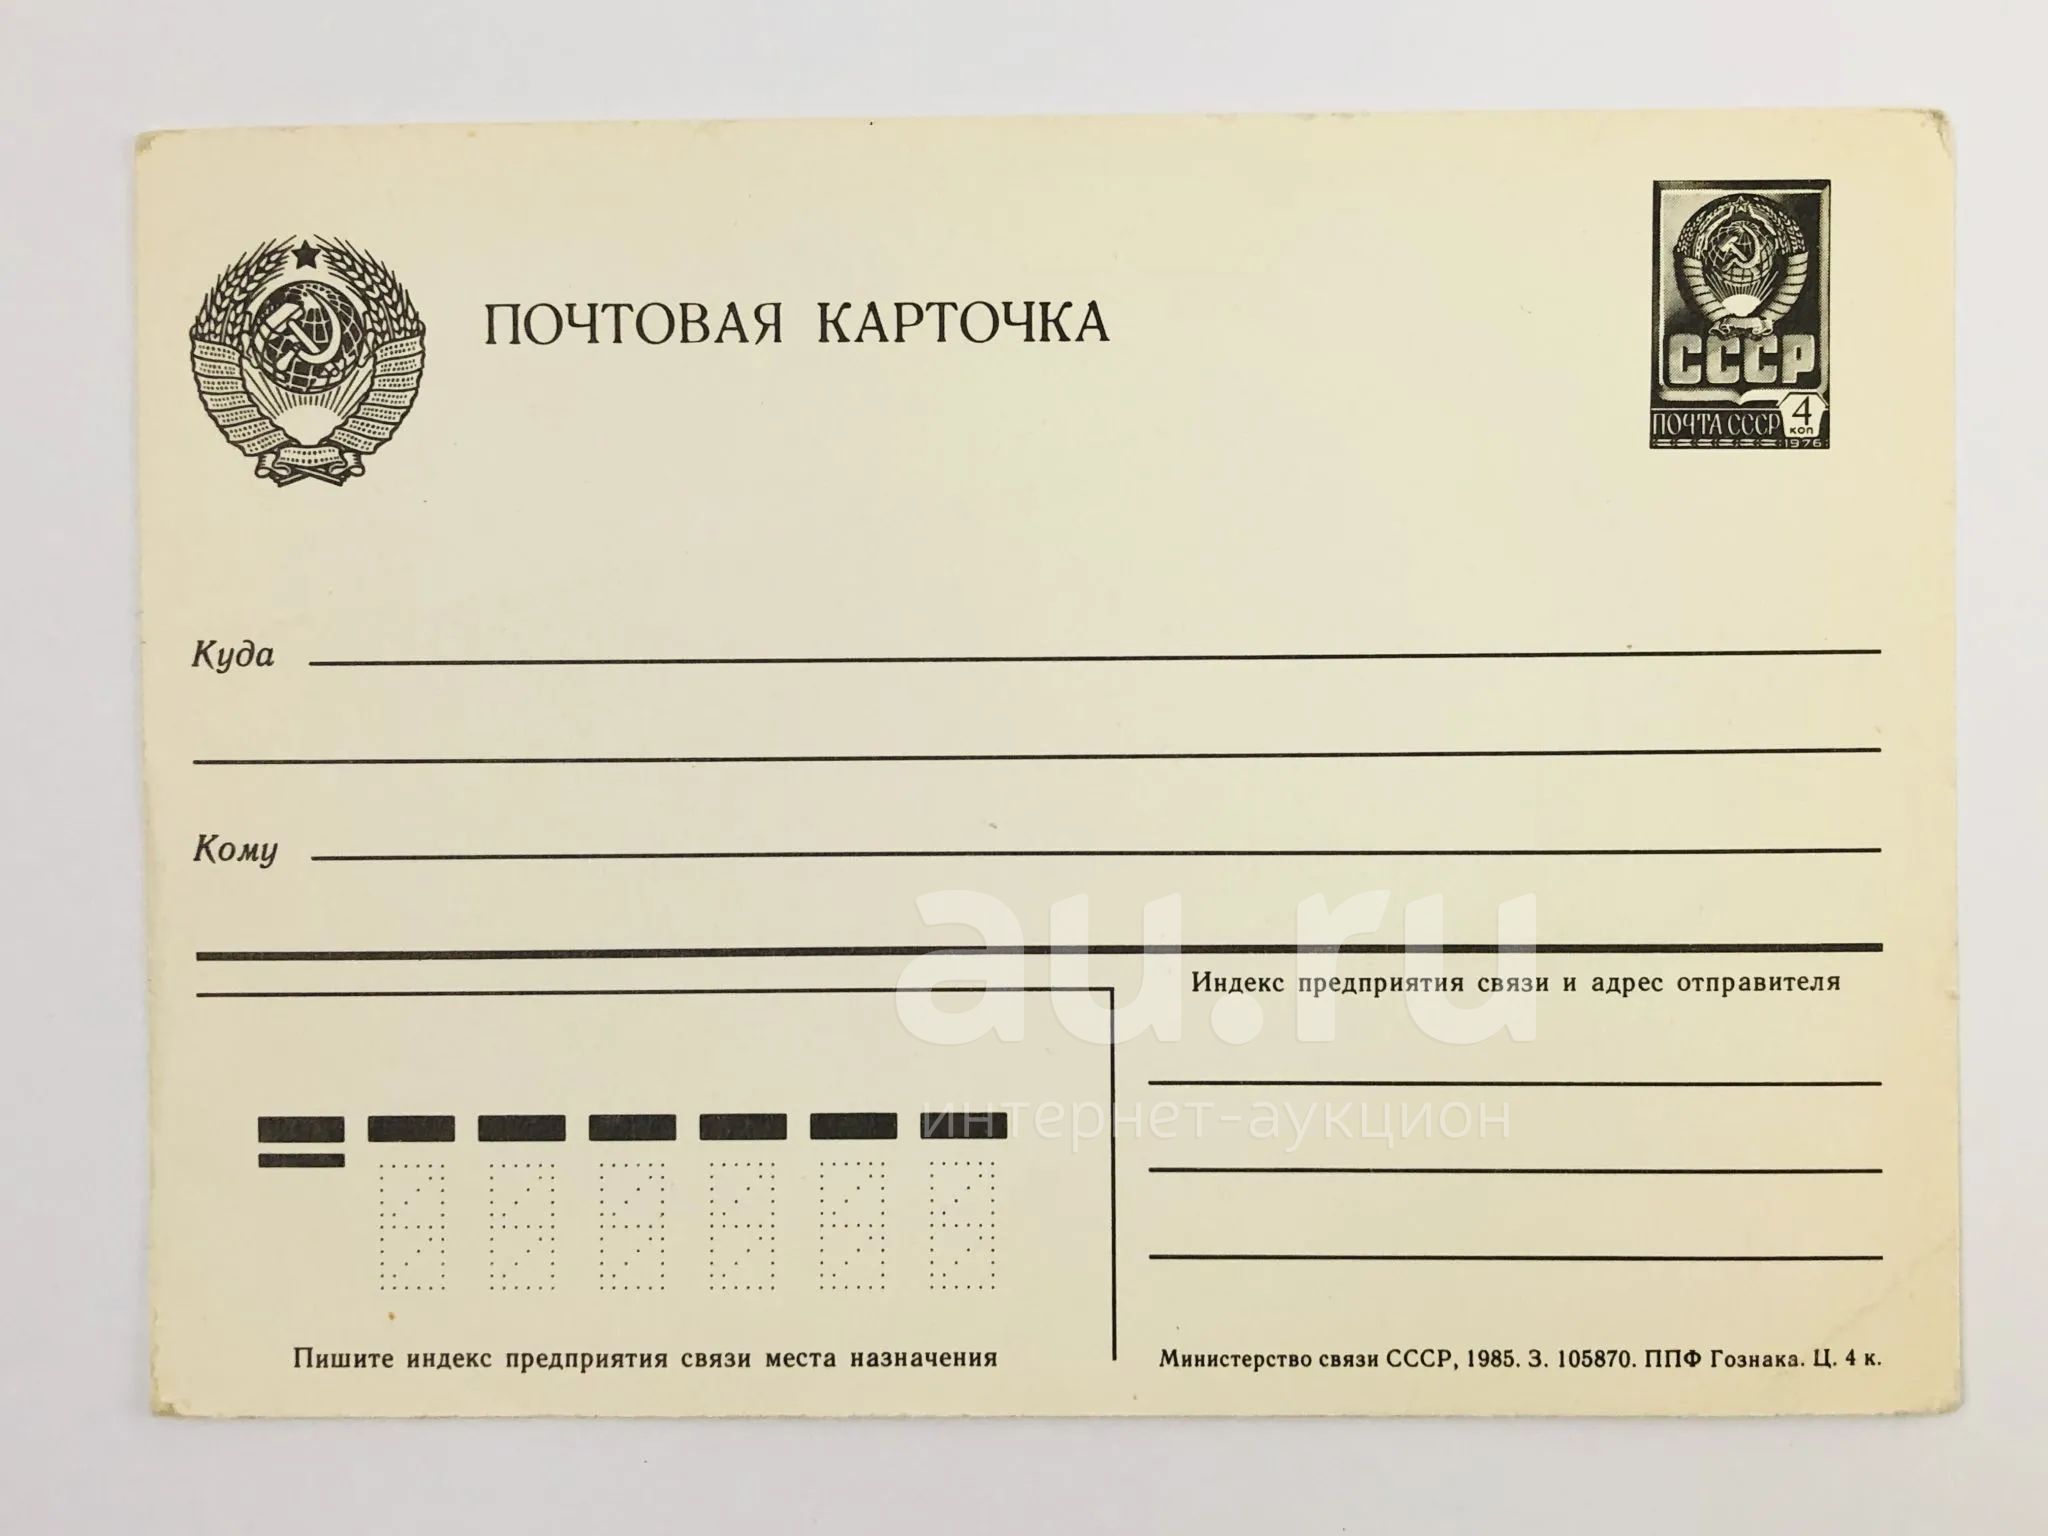 ПОЧТОВАЯ КАРТОЧКА
СССР
ПОЧТА СССР
4
коп
1976
Куда
Кому
au.ru
интернет-аукцион
Индекс предприятия связи и адрес отправителя
Пишите индекс предприятия связи места назначения
Министерство связи СССР, 1985. З. 105870. ППФ Гознака. Ц. 4 к.